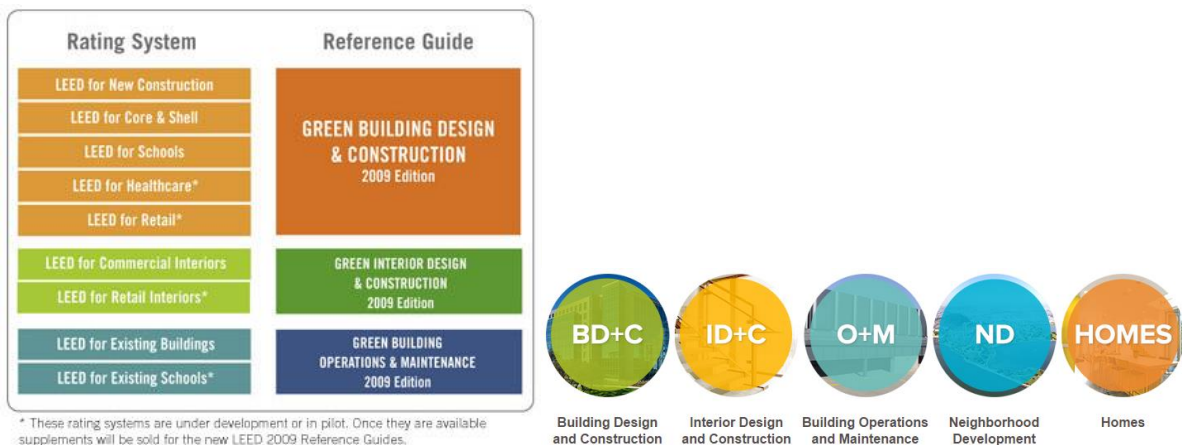 Rating System
Reference Guide
LEED for New Construction
LEED for Core & Shell
LEED for Schools
LEED for Healthcare*
LEED for Retail*
GREEN BUILDING DESIGN
& CONSTRUCTION
2009 Edition
LEED for Commercial Interiors
LEED for Retail Interiors*
GREEN INTERIOR DESIGN
& CONSTRUCTION
2009 Edition
LEED for Existing Buildings
LEED for Existing Schools*
GREEN BUILDING
OPERATIONS & MAINTENANCE
2009 Edition
* These rating systems are under development or in pilot. Once they are available
supplements will be sold for the new LEED 2009 Reference Guides.
BD+C
ID+C
O+M
ND
HOMES
Building Design
and Construction
Interior Design
and Construction
Building Operations
and Maintenance
Neighborhood
Development
Homes